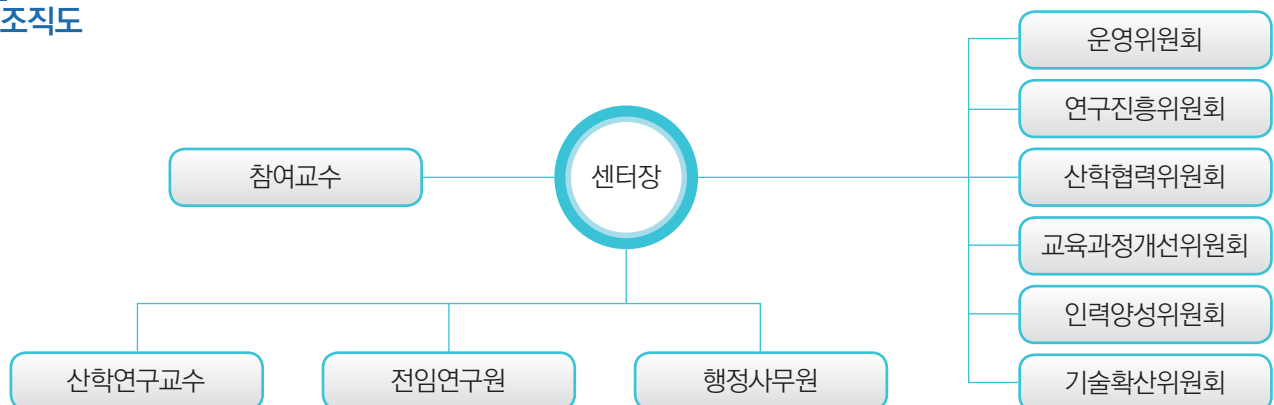 조직도
운영위원회
연구진흥위원회
참여교수
센터장
산학협력위원회
교육과정개선위원회
인력양성위원회
산학연구교수
전임연구원
행정사무원
기술확산위원회